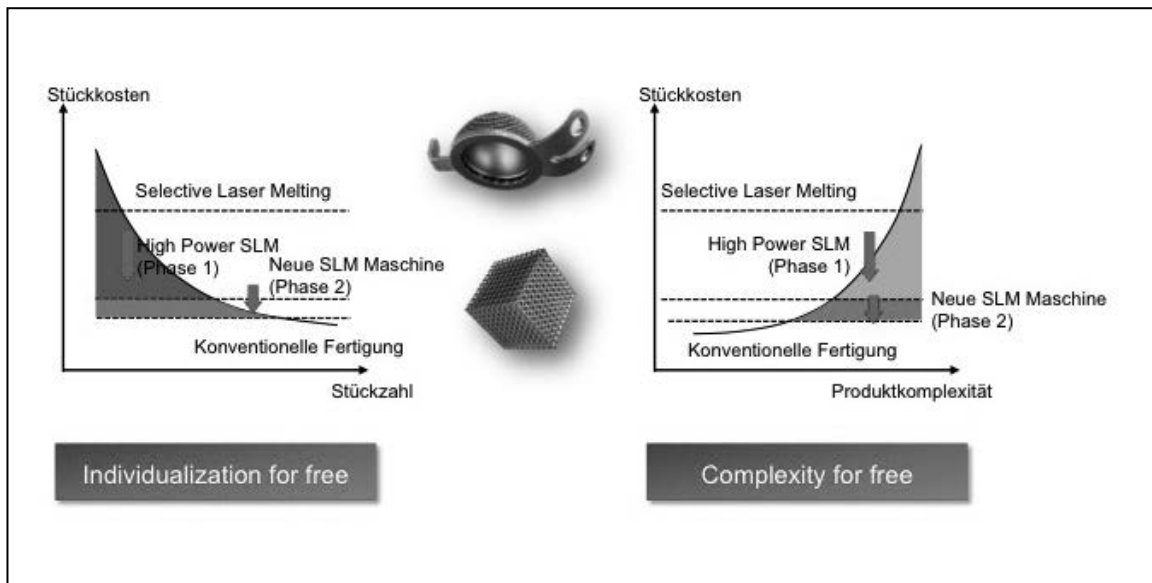 Stückkosten
Selective Laser Melting
High Power SLM
(Phase 1)
Neue SLM Maschine
(Phase 2)
Konventionelle Fertigung
Stückzahl
Individualization for free
Stückkosten
Selective Laser Melting
High Power SLM
(Phase 1)
Neue SLM Maschine
(Phase 2)
Konventionelle Fertigung
Produktkomplexität
Complexity for free